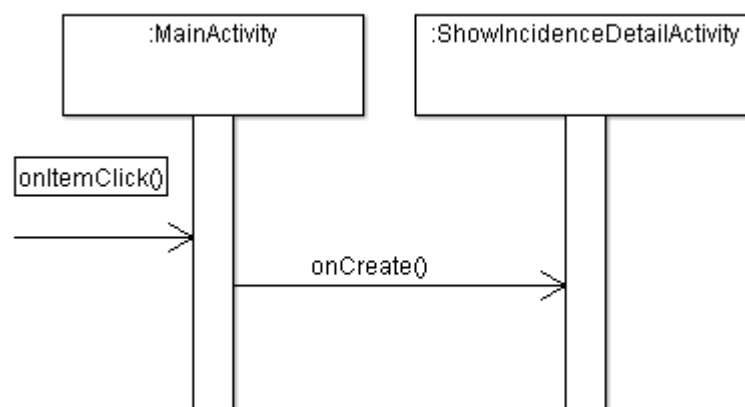 :MainActivity
:ShowIncidenceDetailActivity
onItemClick()
onCreate()